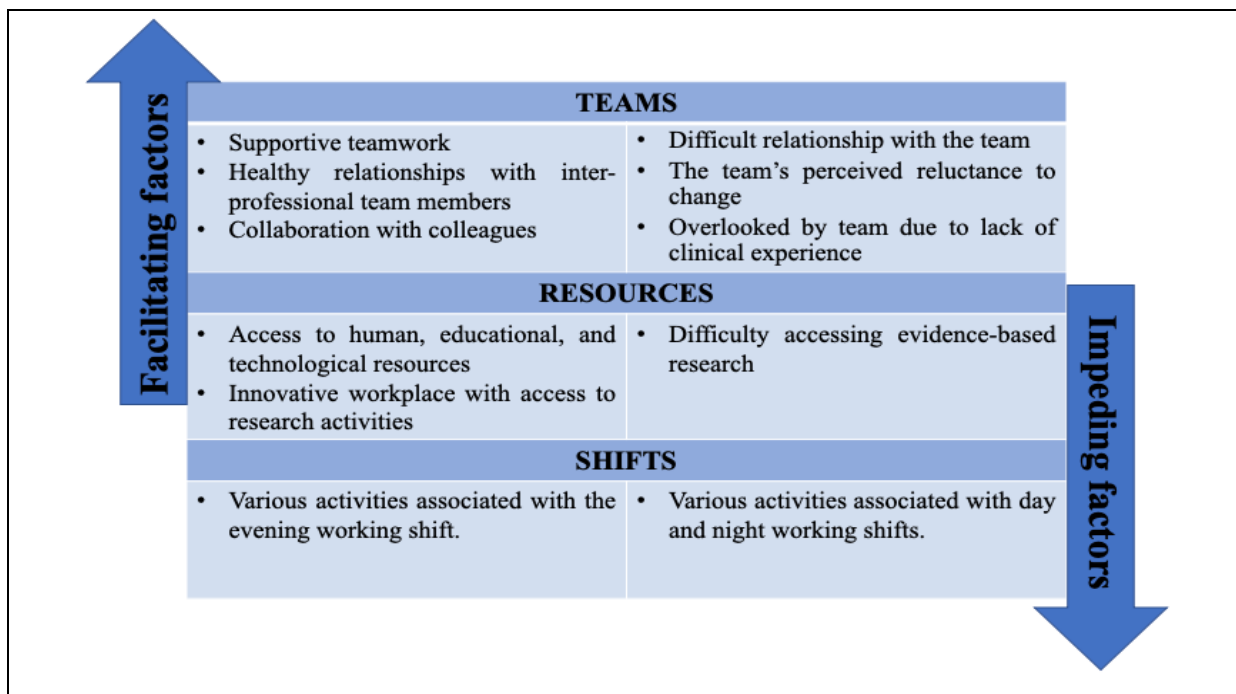 Facilitating factors
TEAMS
• Supportive teamwork
• Healthy relationships with inter-
professional team members
• Collaboration with colleagues
• Difficult relationship with the team
• The team’s perceived reluctance to
change
• Overlooked by team due to lack of
clinical experience
RESOURCES
• Access to human, educational, and
technological resources
• Innovative workplace with access to
research activities
• Difficulty accessing evidence-based
research
SHIFTS
• Various activities associated with the
evening working shift.
• Various activities associated with day
and night working shifts.
Impeding factors